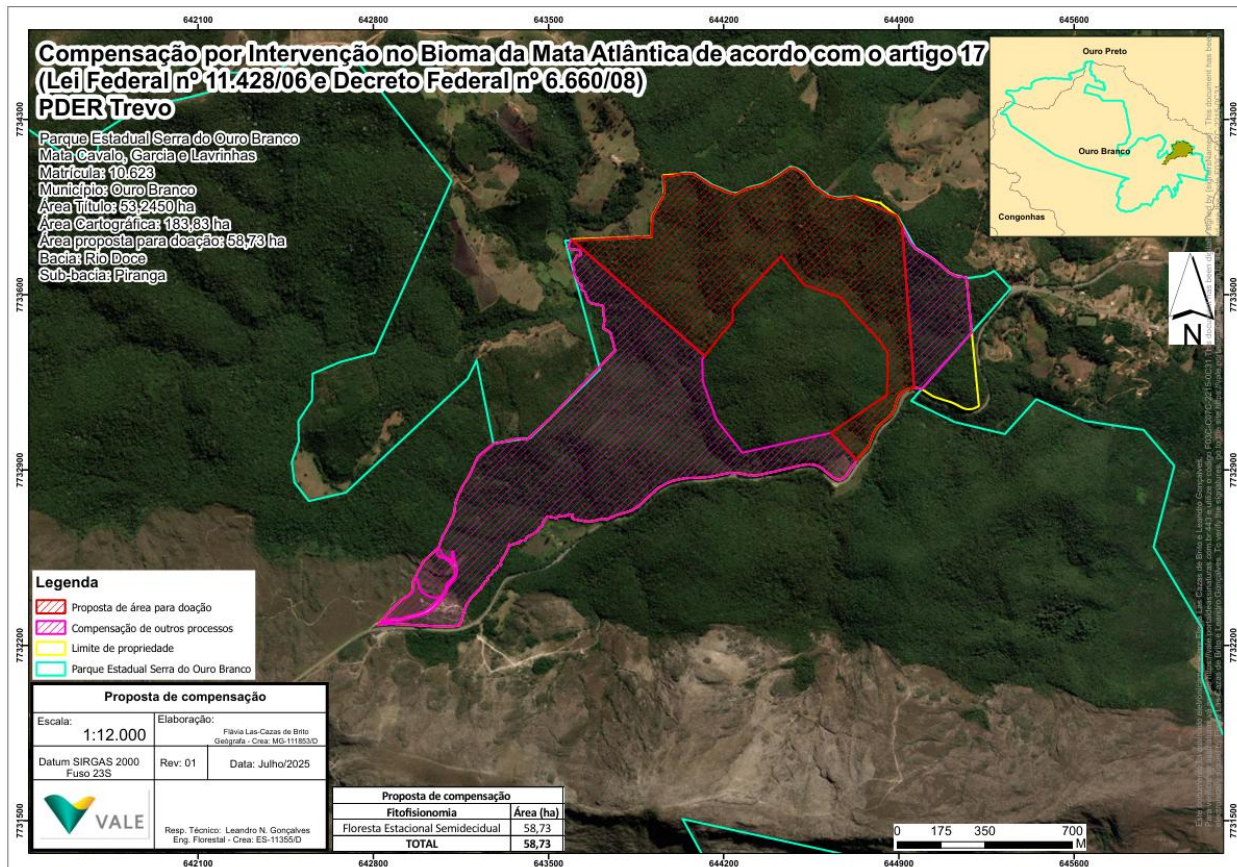 642100 642800 643500 644200 644900 645600
Compensação por Intervenção no Bioma da Mata Atlântica de acordo com o artigo 17
(Lei Federal nº 11.428/06 e Decreto Federal nº 6.660/08)
PDER Trevo
Parque Estadual Serra do Ouro Branco
Mata Cavalo, Garcia e Lavrinhas
Matrícula: 10.623
Município: Ouro Branco
Área Título: 53,2450 ha
Área Cartográfica: 183,83 ha
Área proposta para doação: 58,73 ha
Bacia: Rio Doce
Sub-bacia: Piranga
Ouro Preto
Ouro Branco
Congonhas
N
7734300 7734300
7733600 7733600
7732900 7732900
7732200 7732200
7731500 7731500
Legenda
Proposta de área para doação
Compensação de outros processos
Limite de propriedade
Parque Estadual Serra do Ouro Branco
Proposta de compensação
Escala:
1:12.000
Elaboração:
Flávia Las-Cazas de Brito
Geógrafa - Crea: MG-111853/D
Datum SIRGAS 2000
Fuso 23S
Rev: 01
Data: Julho/2025
VALE
Resp. Técnico: Leandro N. Gonçalves
Eng. Florestal - Crea: ES-11355/D
Proposta de compensação
Fitofisionomia Área (ha)
Floresta Estacional Semidecidual 58,73
TOTAL 58,73
0 175 350 700
M
642100 642800 643500 644200 644900 645600